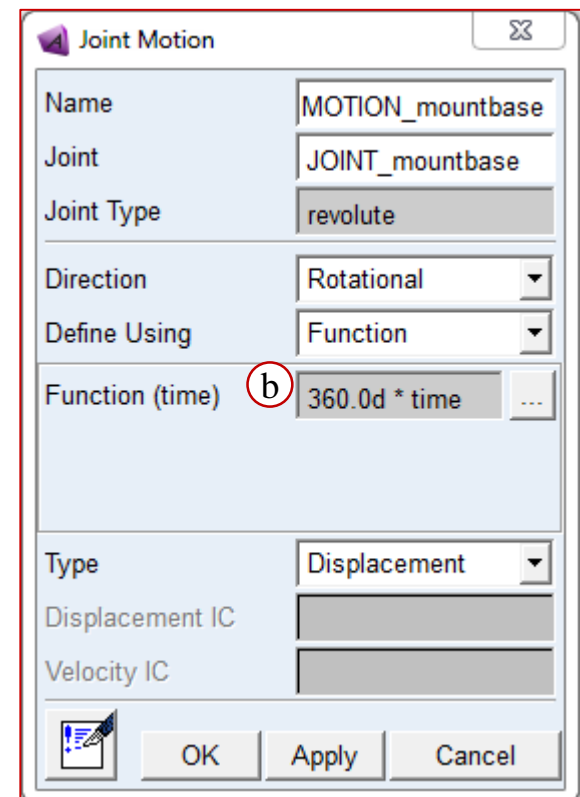 Joint Motion
Name MOTION_mountbase
Joint JOINT_mountbase
Joint Type revolute
Direction Rotational
Define Using Function
Function (time) b 360.0d * time ...
Type Displacement
Displacement IC
Velocity IC
OK Apply Cancel